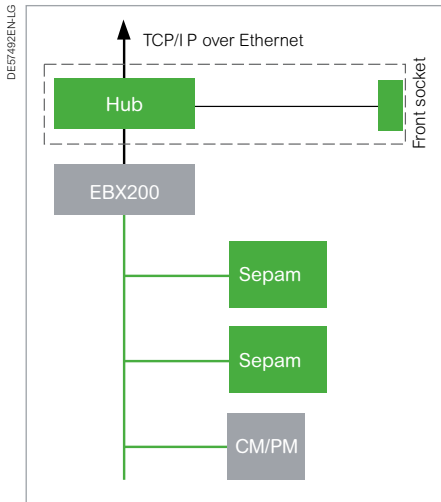 DE57492EN-LG
TCP/I P over Ethernet
Hub
Front socket
EBX200
Sepam
Sepam
CM/PM